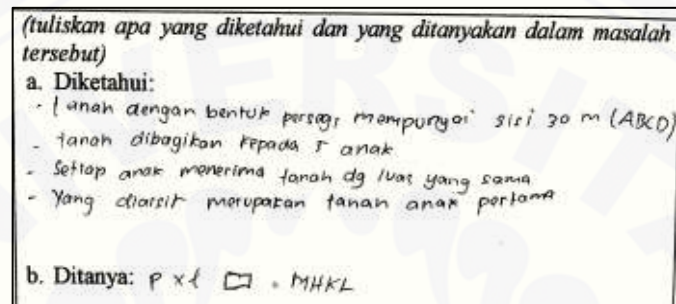 (tuliskan apa yang diketahui dan yang ditanyakan dalam masalah
tersebut)
a. Diketahui:
- tanah dengan bentuk persegi mempunyai sisi 30 m (ABCD)
- tanah dibagikan kepada 5 anak
- Setiap anak menerima tanah dg luas yang sama
- Yang diarsir merupakan tanah anak pertama
b. Ditanya: p x l ▭ . MHKL